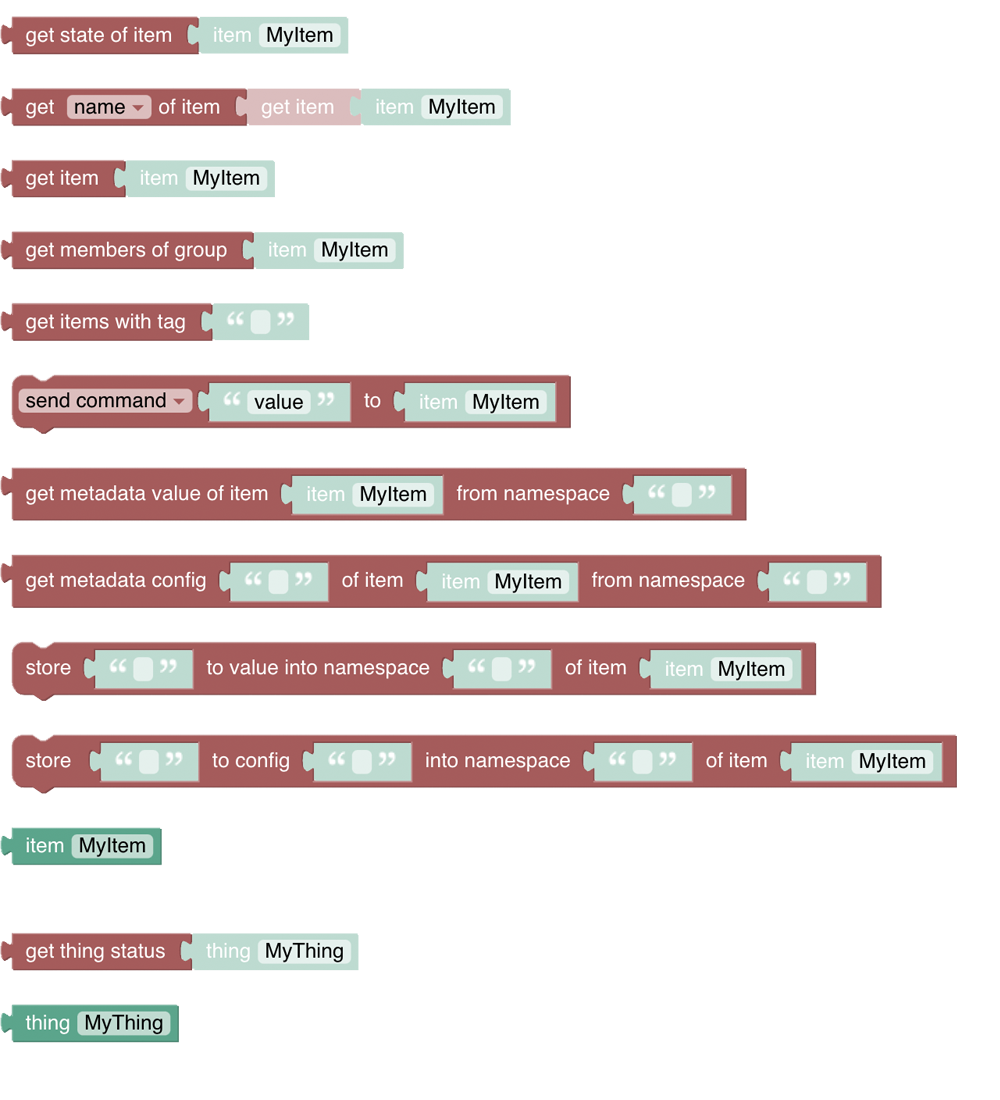 get state of item item MyItem
get name of item get item item MyItem
get item item MyItem
get members of group item MyItem
get items with tag “ ”
send command “ value ” to item MyItem
get metadata value of item item MyItem from namespace “ ”
get metadata config “ ” of item item MyItem from namespace “ ”
store “ ” to value into namespace “ ” of item item MyItem
store “ ” to config “ ” into namespace “ ” of item item MyItem
item MyItem
get thing status thing MyThing
thing MyThing